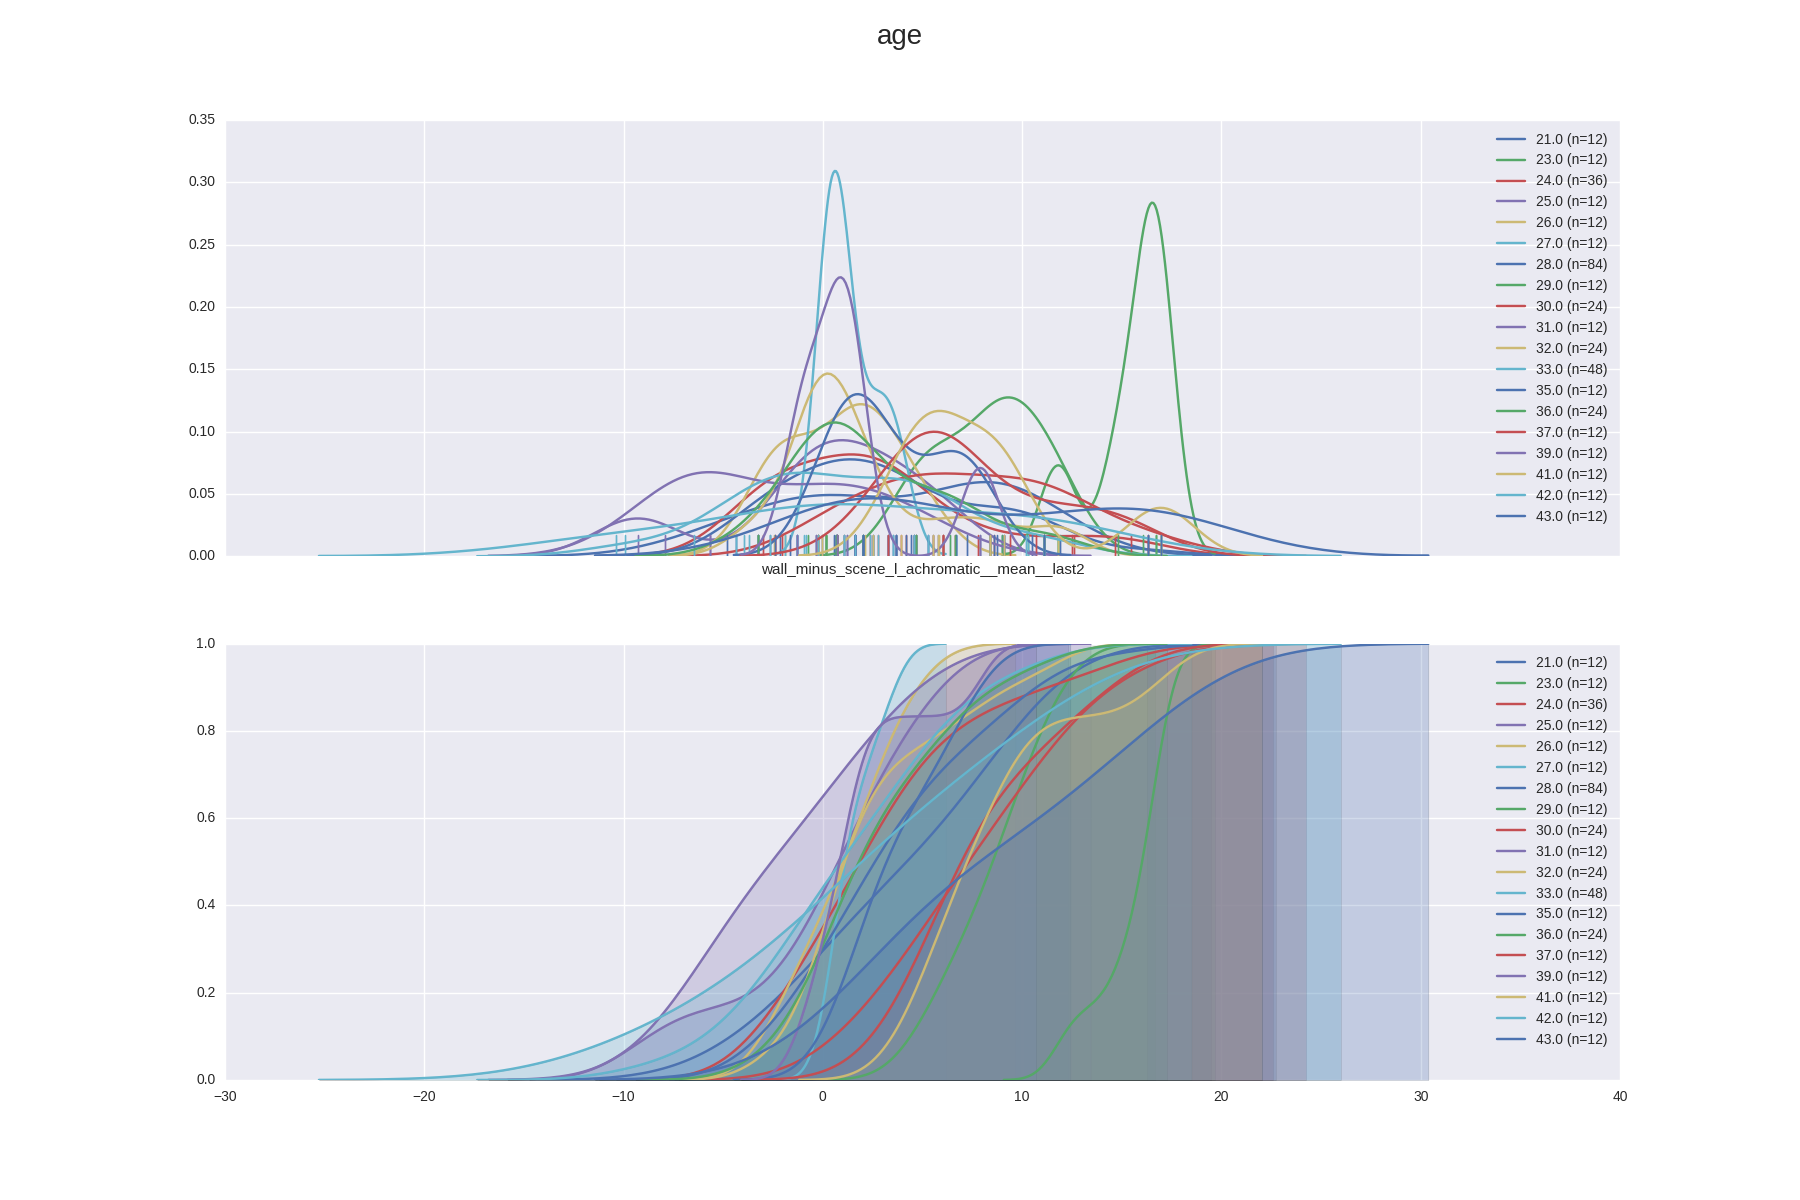 age
0.35
0.30
0.25
0.20
0.15
0.10
0.05
0.00
21.0 (n=12)
23.0 (n=12)
24.0 (n=36)
25.0 (n=12)
26.0 (n=12)
27.0 (n=12)
28.0 (n=84)
29.0 (n=12)
30.0 (n=24)
31.0 (n=12)
32.0 (n=24)
33.0 (n=48)
35.0 (n=12)
36.0 (n=24)
37.0 (n=12)
39.0 (n=12)
41.0 (n=12)
42.0 (n=12)
43.0 (n=12)
wall_minus_scene_l_achromatic__mean__last2
1.0
0.8
0.6
0.4
0.2
0.0
21.0 (n=12)
23.0 (n=12)
24.0 (n=36)
25.0 (n=12)
26.0 (n=12)
27.0 (n=12)
28.0 (n=84)
29.0 (n=12)
30.0 (n=24)
31.0 (n=12)
32.0 (n=24)
33.0 (n=48)
35.0 (n=12)
36.0 (n=24)
37.0 (n=12)
39.0 (n=12)
41.0 (n=12)
42.0 (n=12)
43.0 (n=12)
−30 −20 −10 0 10 20 30 40